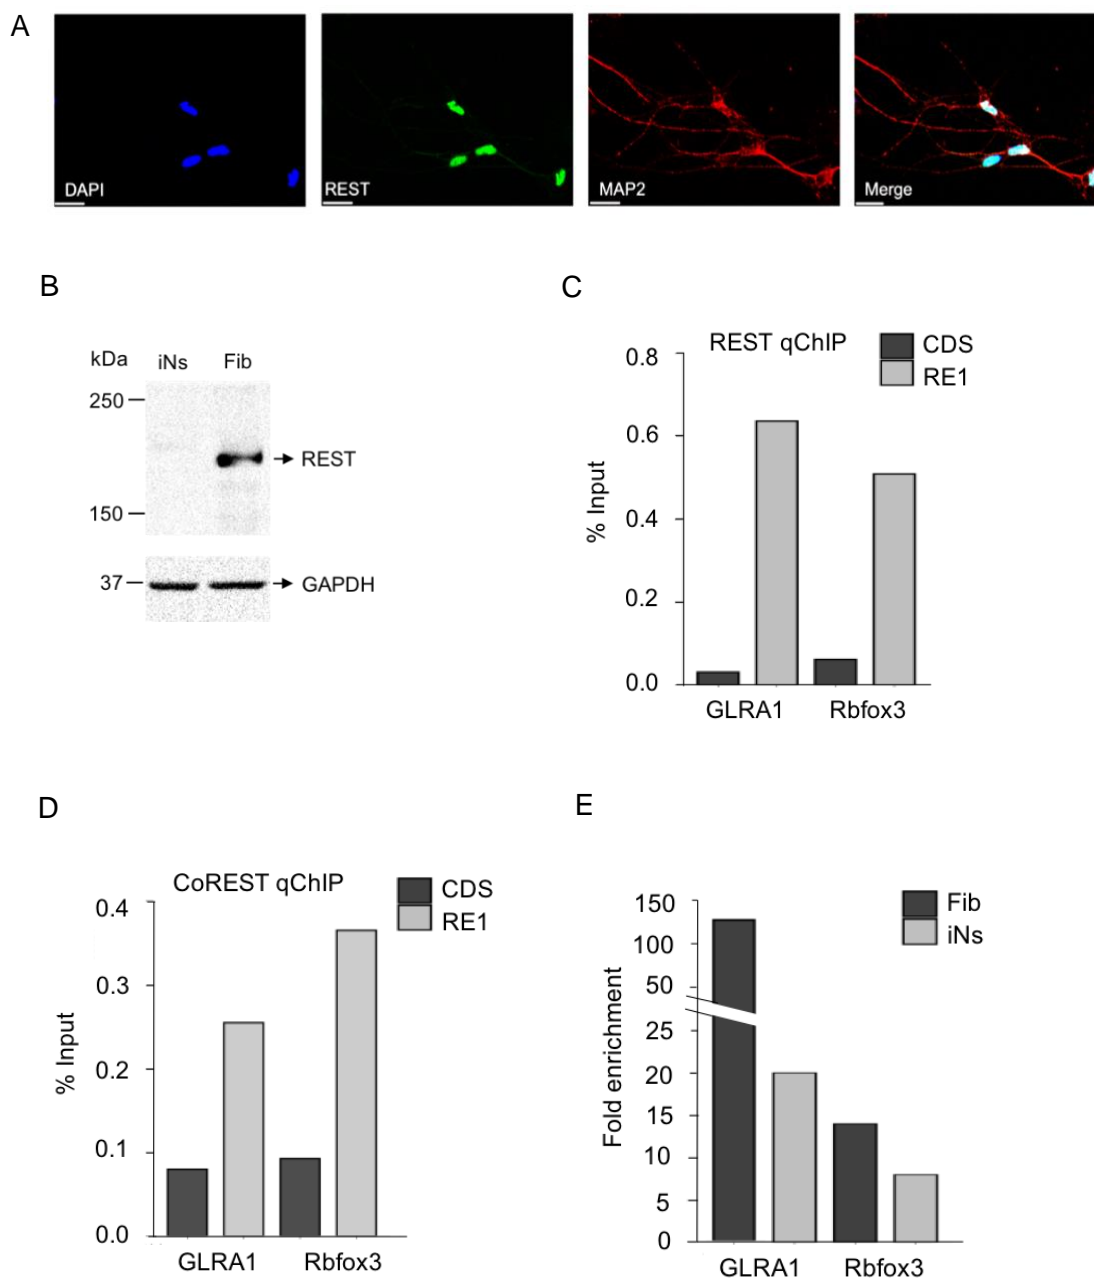 A
DAPI
REST
MAP2
Merge
B
kDa
iNs
Fib
250
REST
150
37
GAPDH
C
REST qChIP
CDS
RE1
0.8
0.6
0.4
0.2
0.0
% Input
GLRA1
Rbfox3
D
CoREST qChIP
CDS
RE1
0.4
0.3
0.2
0.1
0.0
% Input
GLRA1
Rbfox3
E
Fib
iNs
150
100
50
25
20
15
10
5
0
Fold enrichment
GLRA1
Rbfox3